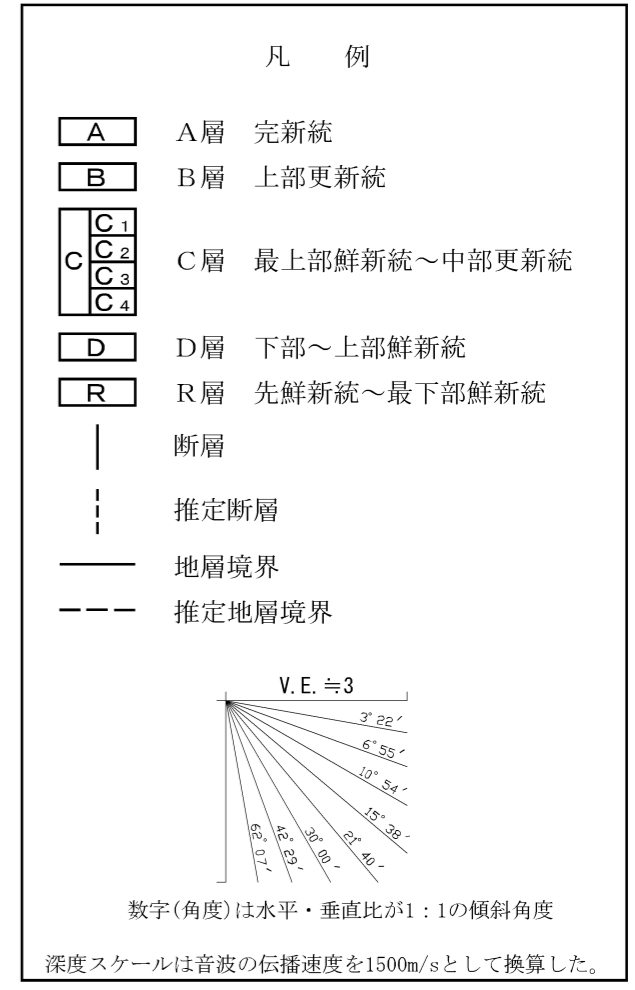 凡　例
A　A層　完新統
B　B層　上部更新統
C　C1　C2　C3　C4　C層　最上部鮮新統～中部更新統
D　D層　下部～上部鮮新統
R　R層　先鮮新統～最下部鮮新統
断層
推定断層
地層境界
推定地層境界
V.E.≒3
3°22′
6°55′
10°54′
15°38′
21°40′
30°00′
42°29′
62°07′
数字(角度)は水平・垂直比が1：1の傾斜角度
深度スケールは音波の伝播速度を1500m/sとして換算した。